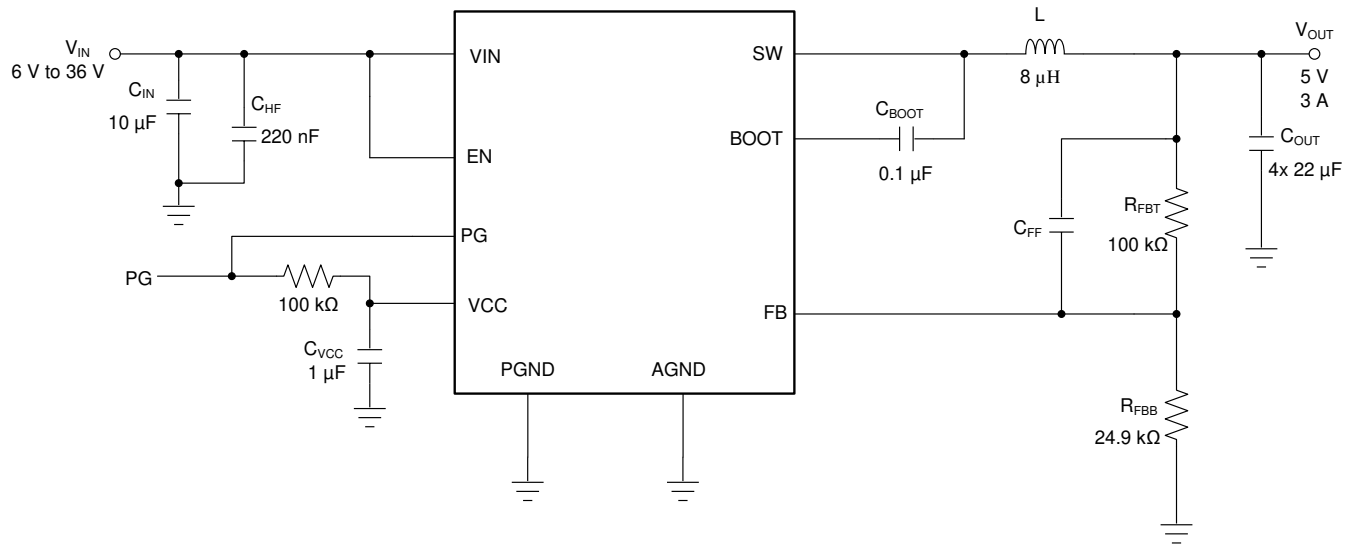 V_IN
6 V to 36 V
C_IN
10 µF
C_HF
220 nF
VIN
EN
PG
PG
100 kΩ
VCC
C_VCC
1 µF
PGND
AGND
SW
BOOT
FB
C_BOOT
0.1 µF
L
8 µH
C_FF
R_FBT
100 kΩ
R_FBB
24.9 kΩ
V_OUT
5 V
3 A
C_OUT
4x 22 µF